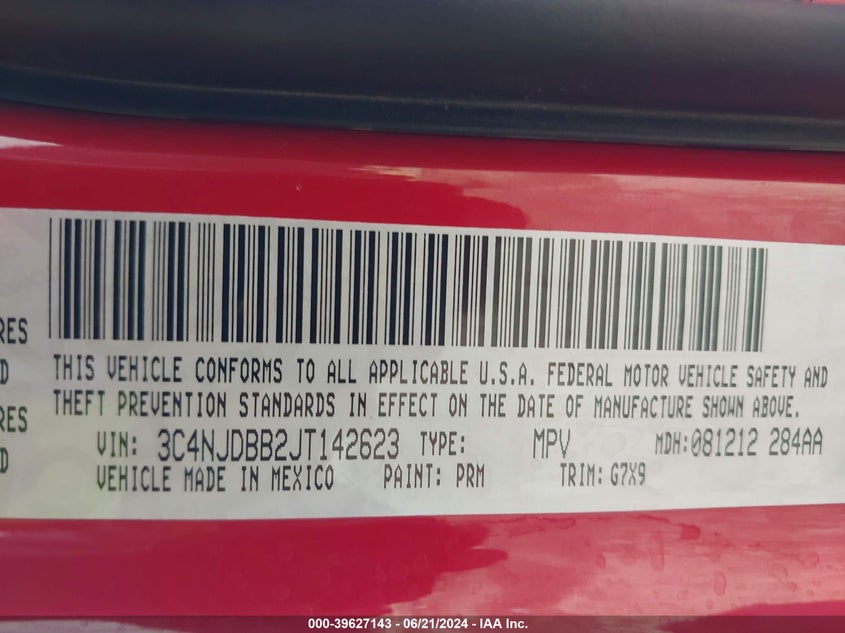 RES
D
RES
D
THIS VEHICLE CONFORMS TO ALL APPLICABLE U.S.A. FEDERAL MOTOR VEHICLE SAFETY AND
THEFT PREVENTION STANDARDS IN EFFECT ON THE DATE OF MANUFACTURE SHOWN ABOVE.
VIN: 3C4NJDBB2JT142623 TYPE: MPV MDH:081212 284AA
VEHICLE MADE IN MEXICO PAINT: PRM TRIM: G7X9
000-39627143 - 06/21/2024 - IAA Inc.